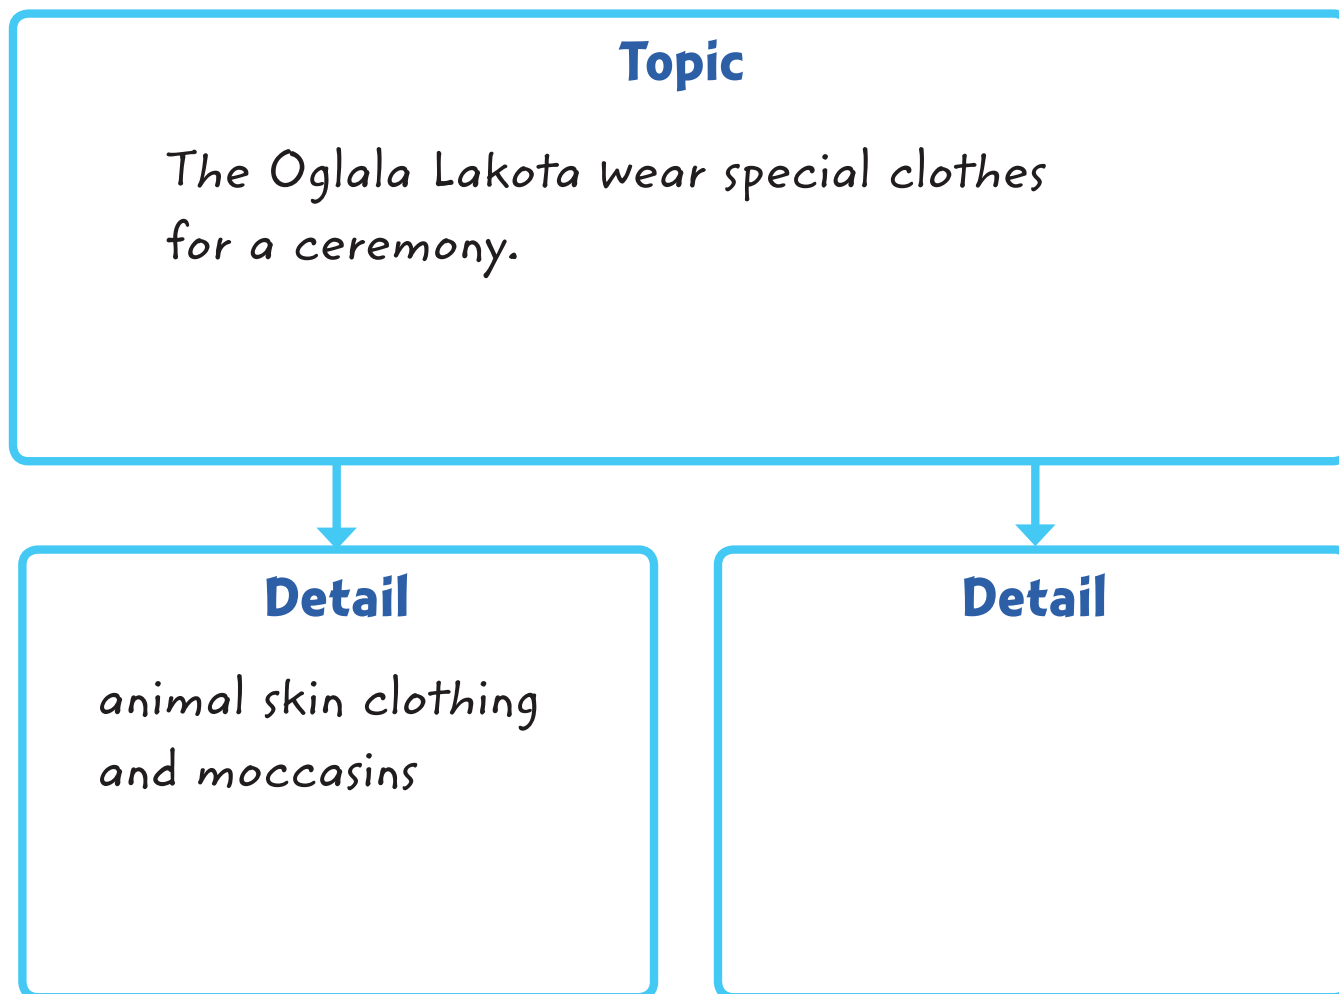 Topic
The Oglala Lakota wear special clothes
for a ceremony.
Detail
animal skin clothing
and moccasins
Detail